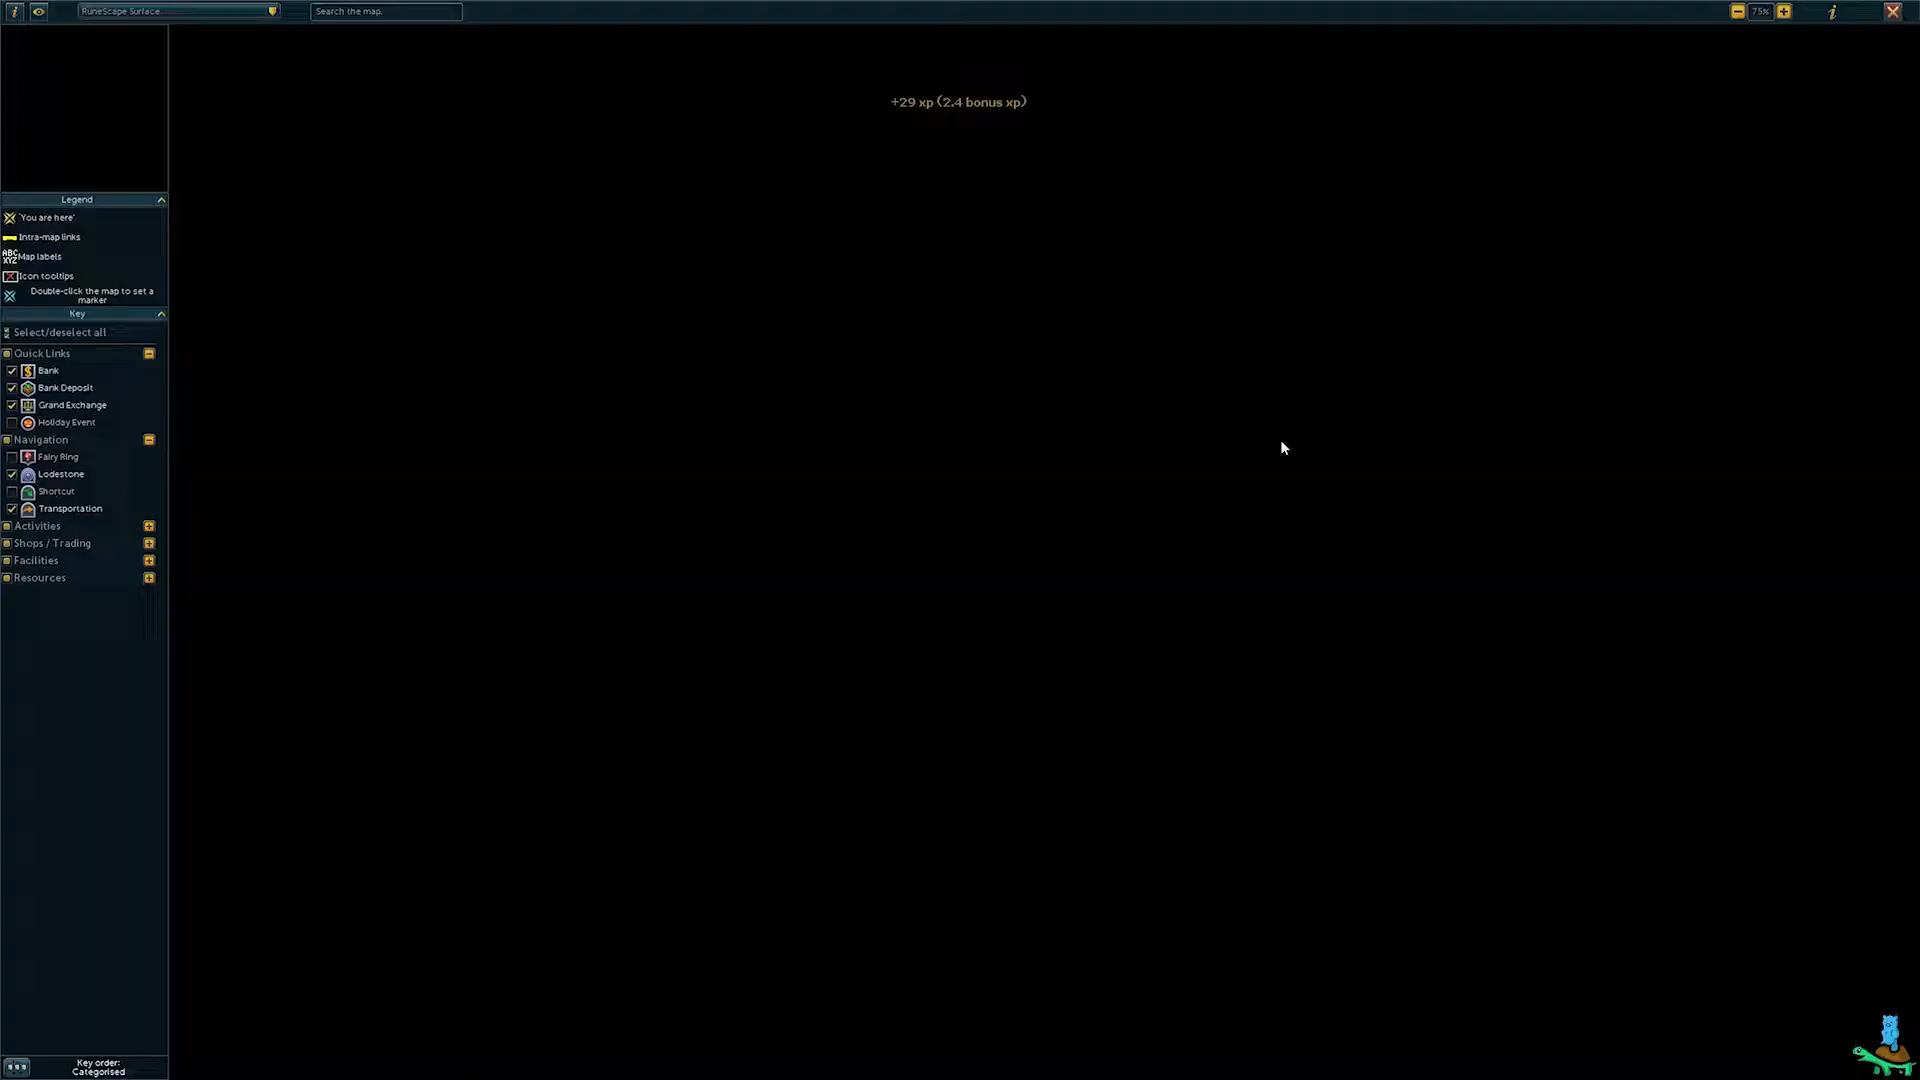 RuneScape Surface
Search the map.
75%
+29 xp (2.4 bonus xp)
Legend
'You are here'
Intra-map links
ABC
XYZ
Map labels
Icon tooltips
Double-click the map to set a
marker
Key
Select/deselect all
Quick Links
Bank
Bank Deposit
Grand Exchange
Holiday Event
Navigation
Fairy Ring
Lodestone
Shortcut
Transportation
Activities
Shops / Trading
Facilities
Resources
Key order:
Categorised